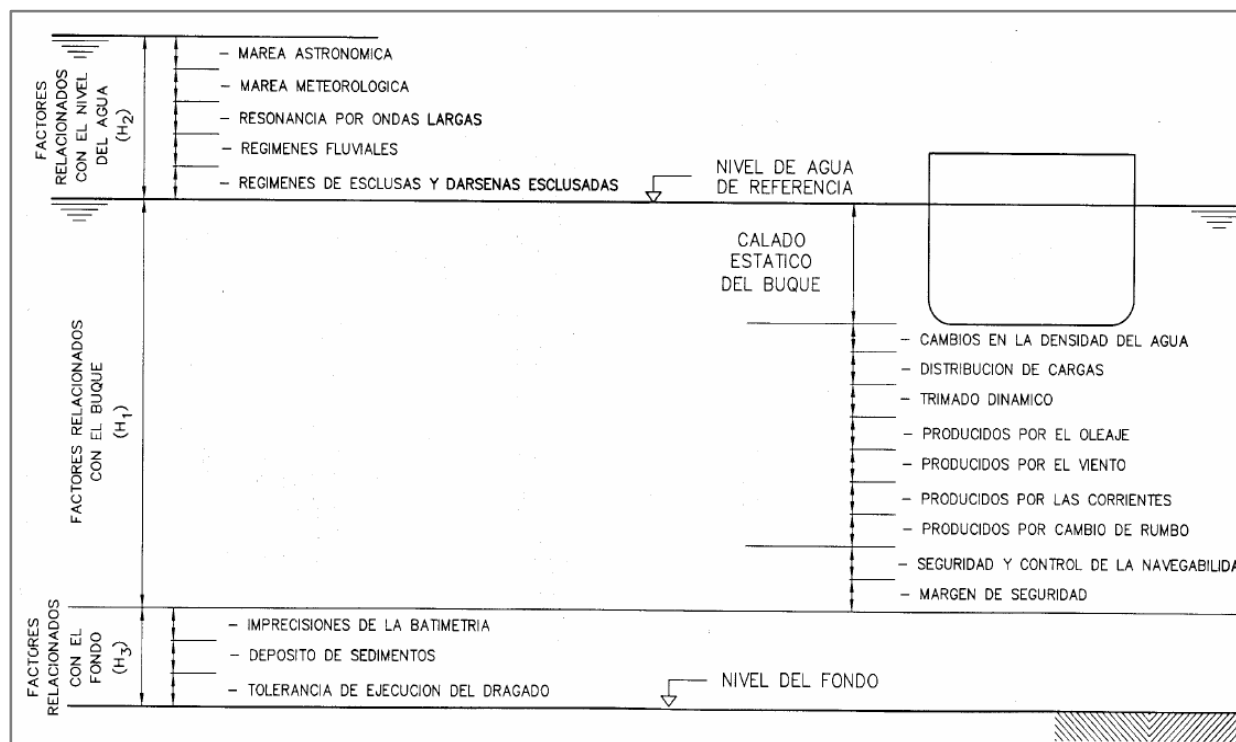 FACTORES
RELACIONADOS
CON EL NIVEL
DEL AGUA
(H2)
– MAREA ASTRONOMICA
– MAREA METEOROLOGICA
– RESONANCIA POR ONDAS LARGAS
– REGIMENES FLUVIALES
– REGIMENES DE ESCLUSAS Y DARSENAS ESCLUSADAS
NIVEL DE AGUA
DE REFERENCIA
FACTORES RELACIONADOS
CON EL BUQUE
(H1)
CALADO
ESTATICO
DEL BUQUE
– CAMBIOS EN LA DENSIDAD DEL AGUA
– DISTRIBUCION DE CARGAS
– TRIMADO DINAMICO
– PRODUCIDOS POR EL OLEAJE
– PRODUCIDOS POR EL VIENTO
– PRODUCIDOS POR LAS CORRIENTES
– PRODUCIDOS POR CAMBIO DE RUMBO
– SEGURIDAD Y CONTROL DE LA NAVEGABILIDA
– MARGEN DE SEGURIDAD
FACTORES
RELACIONADOS
CON EL
FONDO
(H3)
– IMPRECISIONES DE LA BATIMETRIA
– DEPOSITO DE SEDIMENTOS
– TOLERANCIA DE EJECUCION DEL DRAGADO
NIVEL DEL FONDO